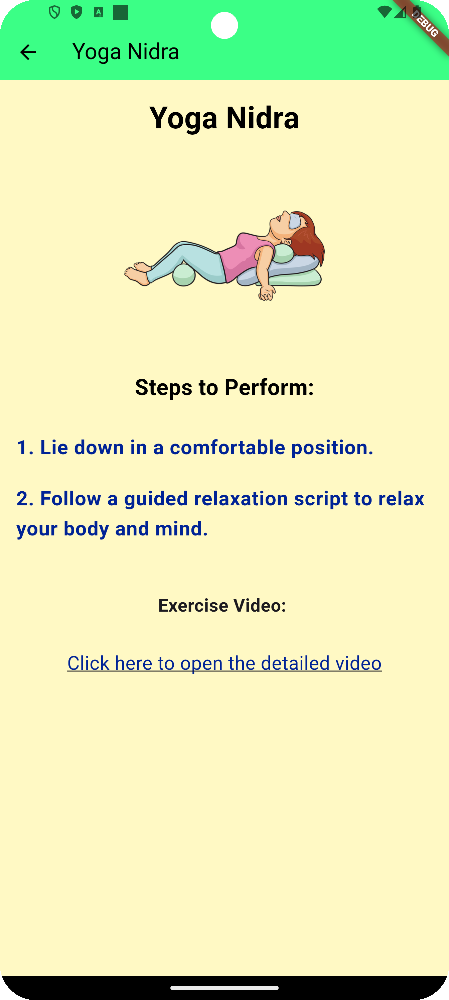 DEBUG
Yoga Nidra
Yoga Nidra
Steps to Perform:
1. Lie down in a comfortable position.
2. Follow a guided relaxation script to relax
your body and mind.
Exercise Video:
Click here to open the detailed video